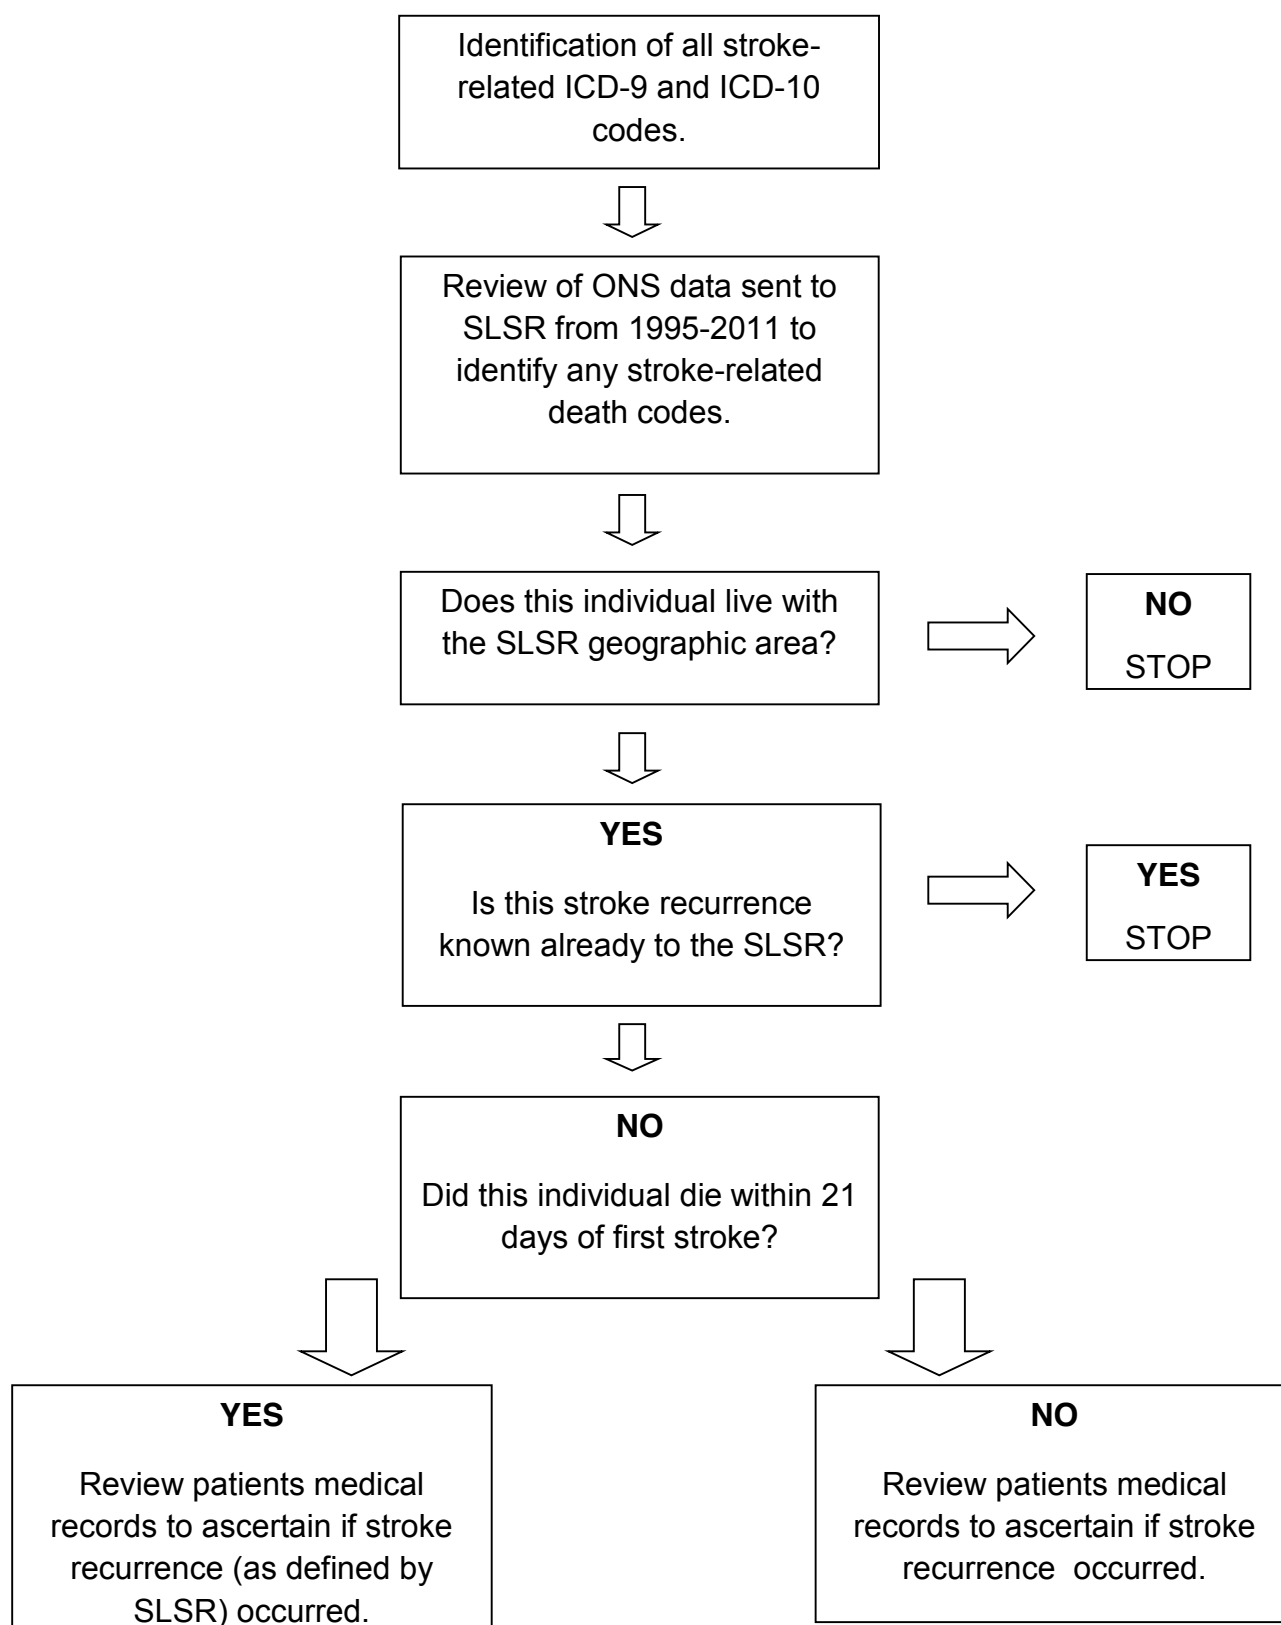 Identification of all stroke-
related ICD-9 and ICD-10
codes.
Review of ONS data sent to
SLSR from 1995-2011 to
identify any stroke-related
death codes.
Does this individual live with
the SLSR geographic area?
NO
STOP
YES
Is this stroke recurrence
known already to the SLSR?
YES
STOP
NO
Did this individual die within 21
days of first stroke?
YES
Review patients medical
records to ascertain if stroke
recurrence (as defined by
SLSR) occurred.
NO
Review patients medical
records to ascertain if stroke
recurrence  occurred.